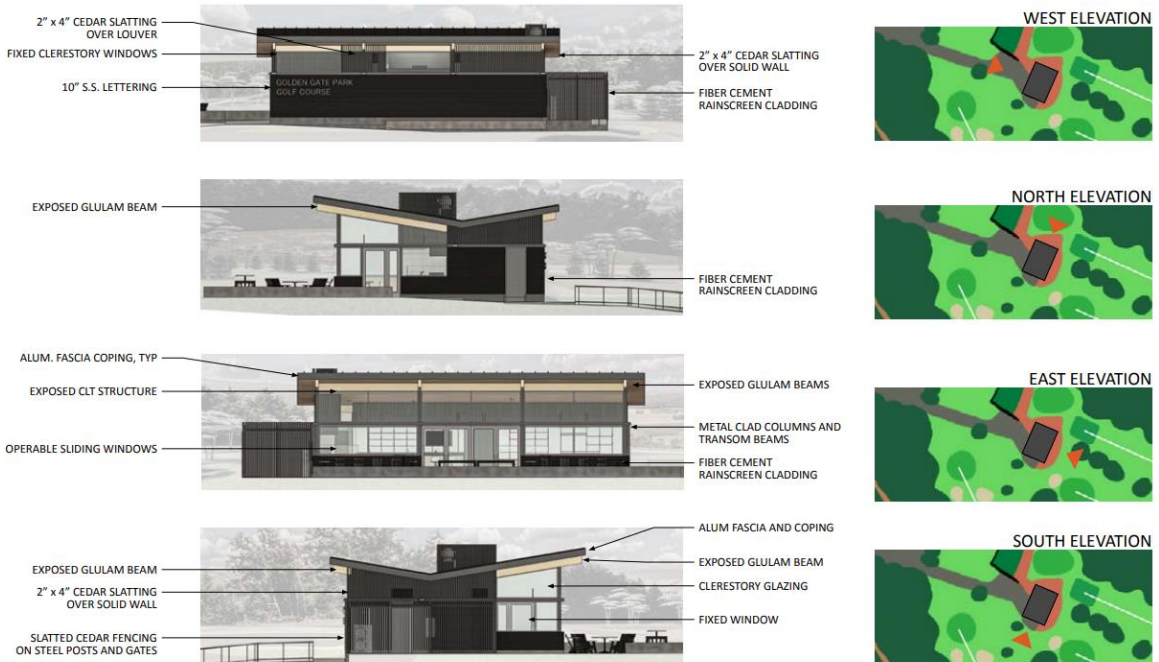 WEST ELEVATION
2” x 4” CEDAR SLATTING
OVER LOUVER
FIXED CLERESTORY WINDOWS
10” S.S. LETTERING
GOLDEN GATE PARK
GOLF COURSE
2” x 4” CEDAR SLATTING
OVER SOLID WALL
FIBER CEMENT
RAINSCREEN CLADDING
NORTH ELEVATION
EXPOSED GLULAM BEAM
FIBER CEMENT
RAINSCREEN CLADDING
EAST ELEVATION
ALUM. FASCIA COPING, TYP
EXPOSED CLT STRUCTURE
OPERABLE SLIDING WINDOWS
EXPOSED GLULAM BEAMS
METAL CLAD COLUMNS AND
TRANSOM BEAMS
FIBER CEMENT
RAINSCREEN CLADDING
SOUTH ELEVATION
EXPOSED GLULAM BEAM
2” x 4” CEDAR SLATTING
OVER SOLID WALL
SLATTED CEDAR FENCING
ON STEEL POSTS AND GATES
ALUM FASCIA AND COPING
EXPOSED GLULAM BEAM
CLERESTORY GLAZING
FIXED WINDOW